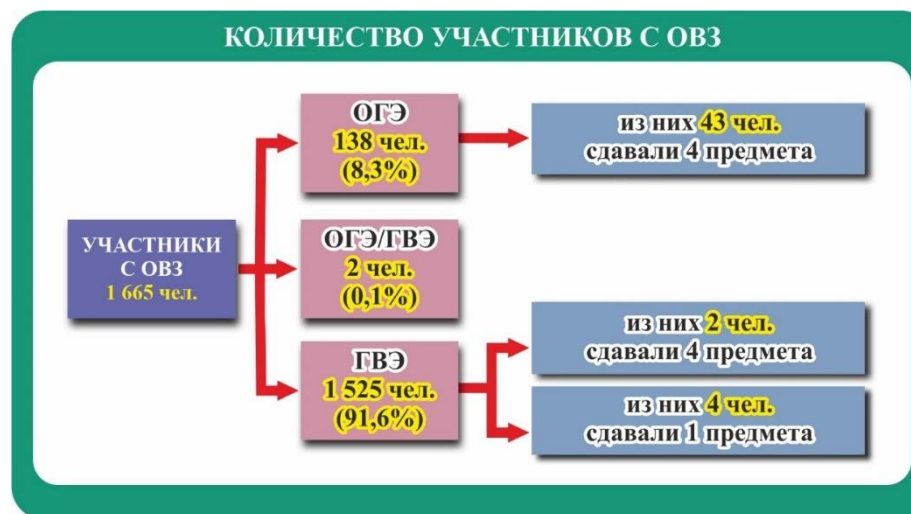 КОЛИЧЕСТВО УЧАСТНИКОВ С ОВЗ
УЧАСТНИКИ
С ОВЗ
1 665 чел.
ОГЭ
138 чел.
(8,3%)
из них 43 чел.
сдавали 4 предмета
ОГЭ/ГВЭ
2 чел.
(0,1%)
ГВЭ
1 525 чел.
(91,6%)
из них 2 чел.
сдавали 4 предмета
из них 4 чел.
сдавали 1 предмета